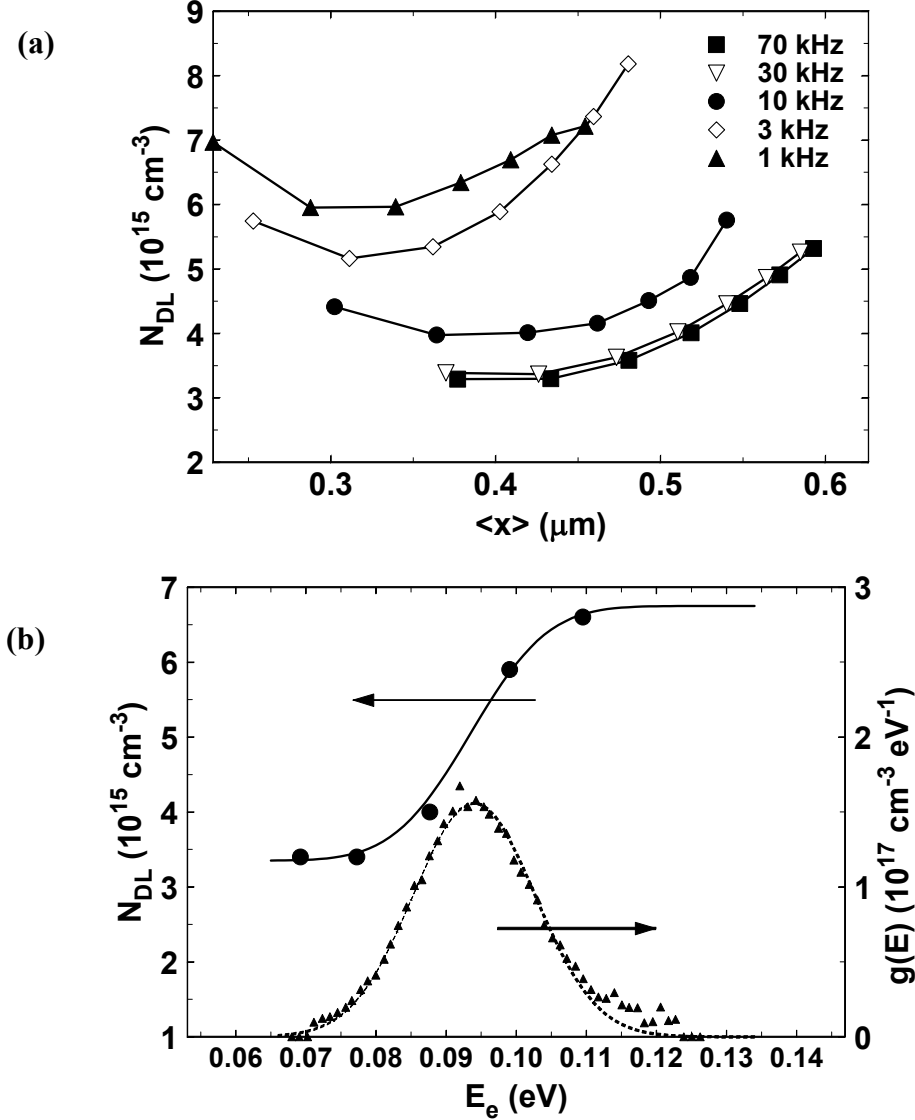 (a)
9
8
7
6
5
4
3
2
N_DL (10^15 cm^-3)
70 kHz
30 kHz
10 kHz
3 kHz
1 kHz
0.3 0.4 0.5 0.6
<x> (μm)
(b)
7
6
5
4
3
2
1
N_DL (10^15 cm^-3)
3
2
1
0
g(E) (10^17 cm^-3 eV^-1)
0.06 0.07 0.08 0.09 0.10 0.11 0.12 0.13 0.14
E_e (eV)